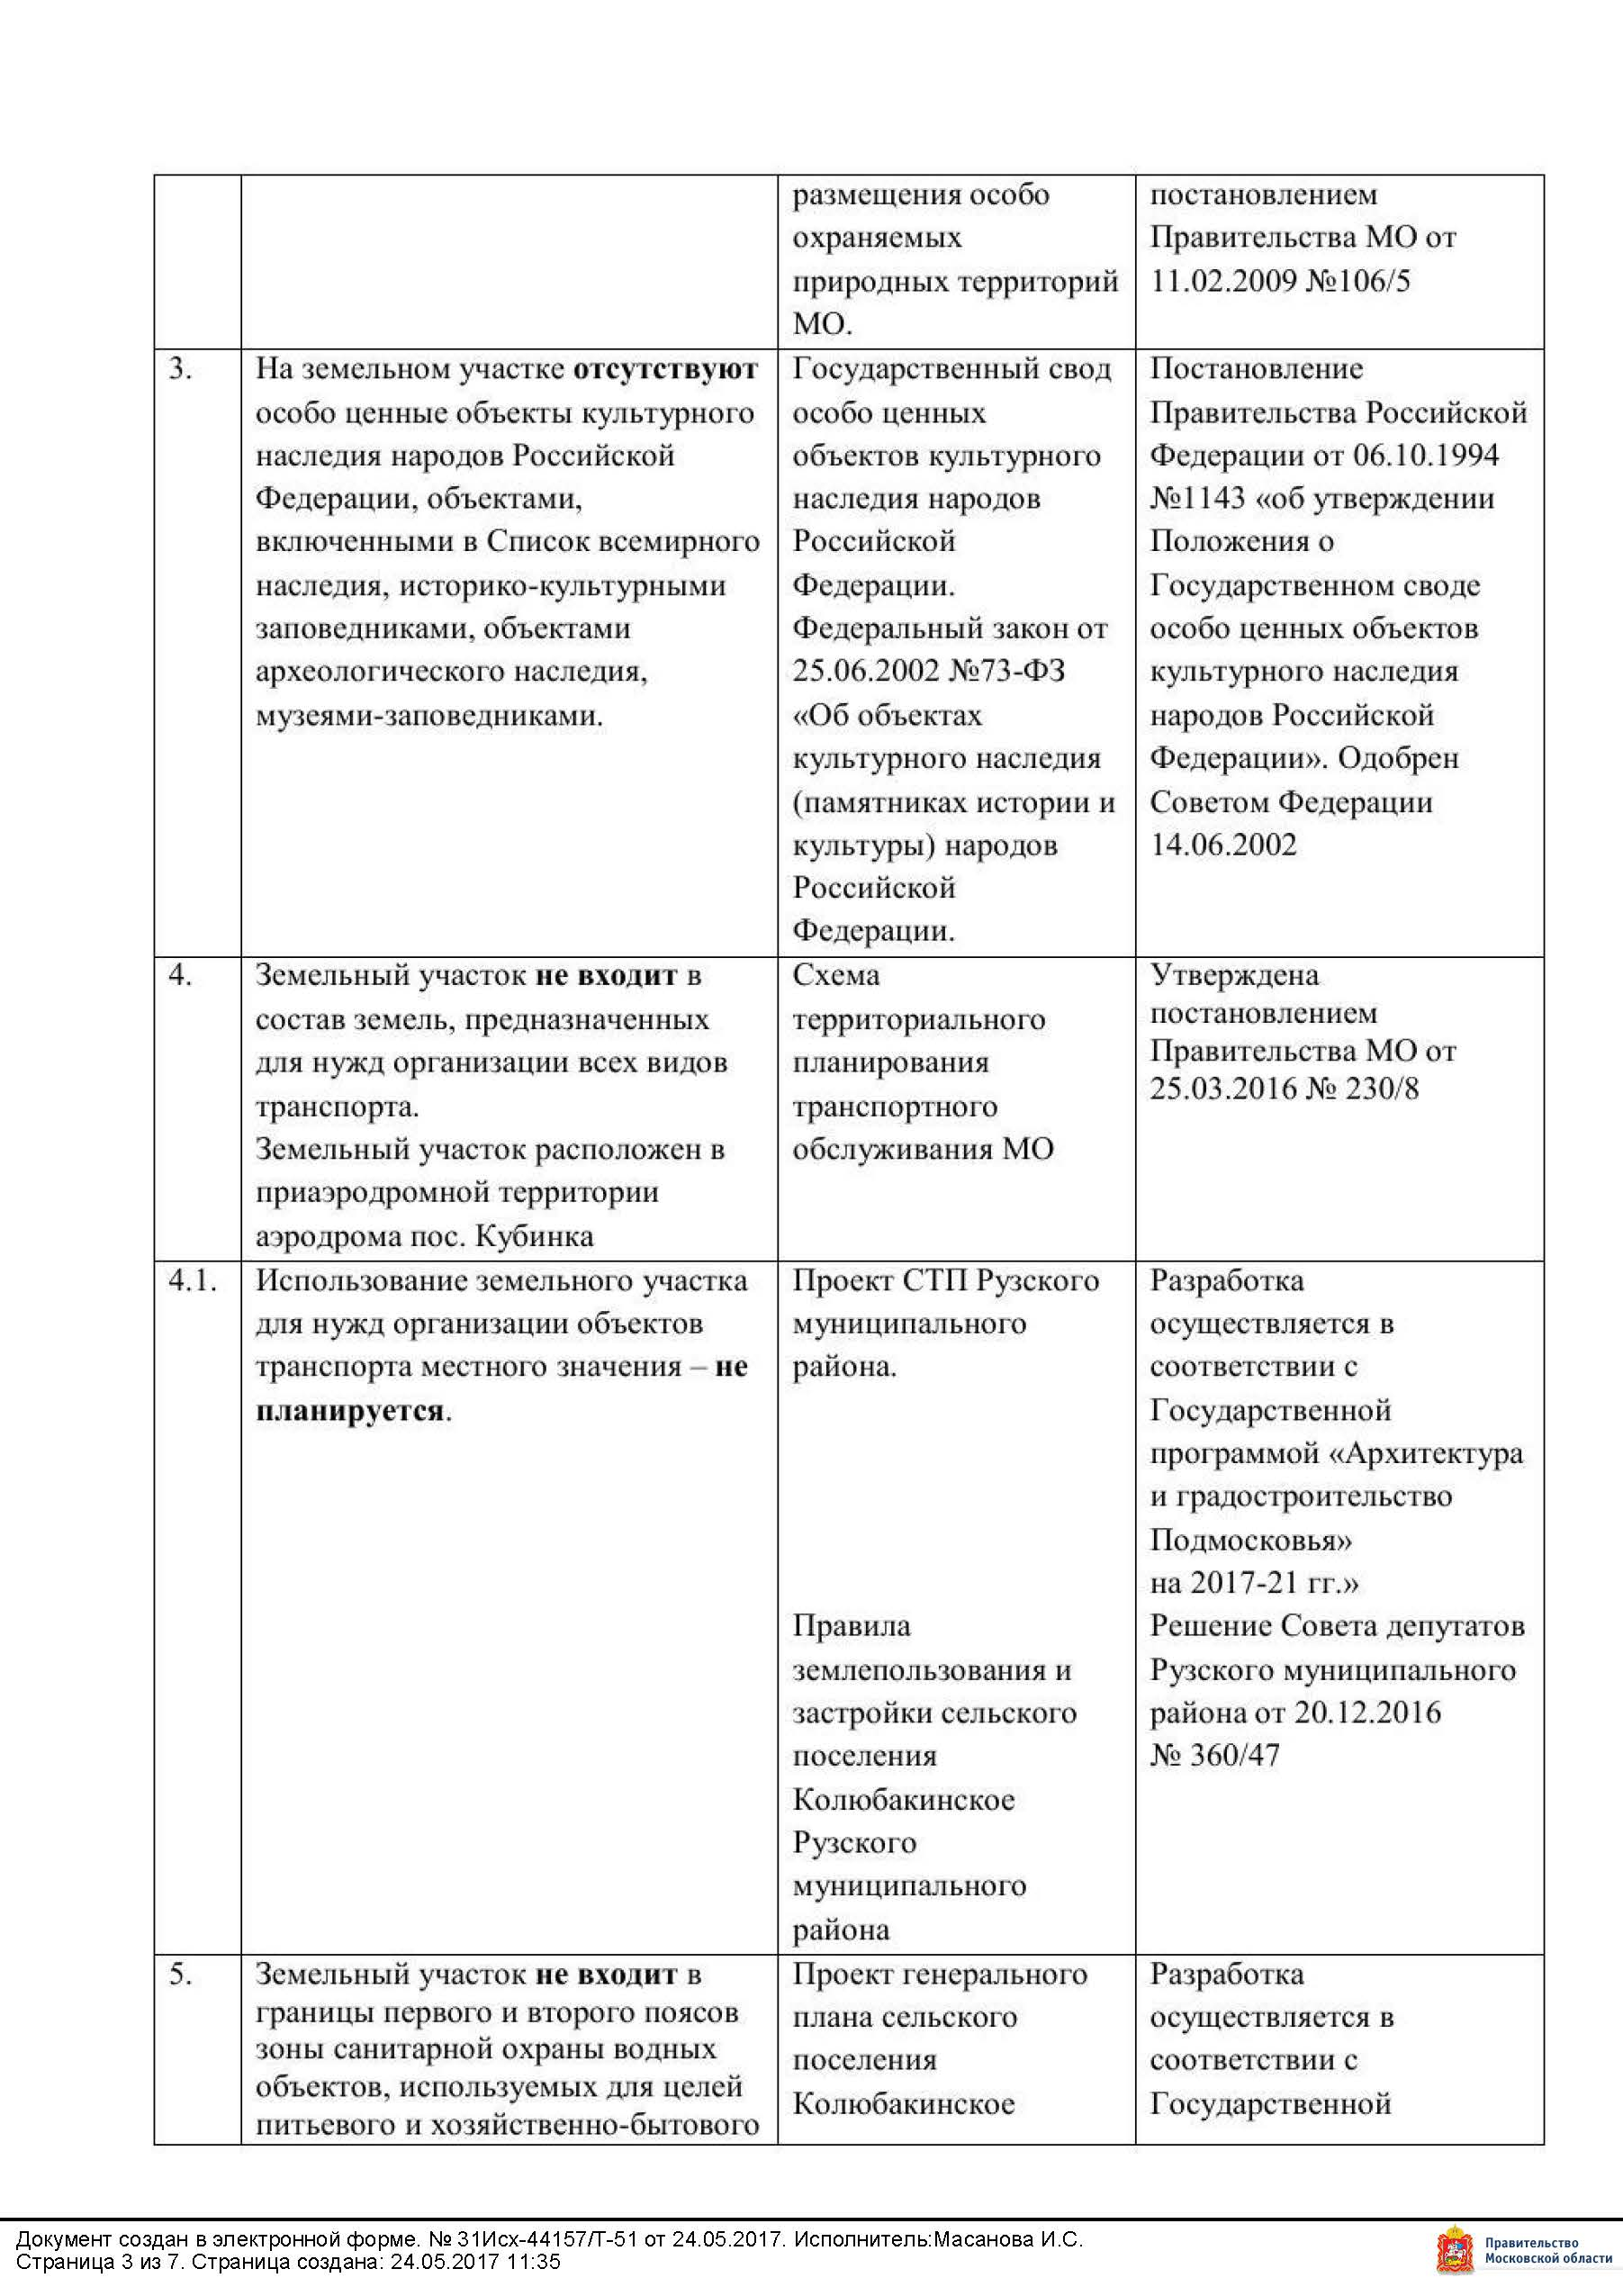 размещения особо
охраняемых
природных территорий
МО.
постановлением
Правительства МО от
11.02.2009 №106/5
3.
На земельном участке отсутствуют
особо ценные объекты культурного
наследия народов Российской
Федерации, объектами,
включенными в Список всемирного
наследия, историко-культурными
заповедниками, объектами
археологического наследия,
музеями-заповедниками.
Государственный свод
особо ценных
объектов культурного
наследия народов
Российской
Федерации.
Федеральный закон от
25.06.2002 №73-ФЗ
«Об объектах
культурного наследия
(памятниках истории и
культуры) народов
Российской
Федерации.
Постановление
Правительства Российской
Федерации от 06.10.1994
№1143 «об утверждении
Положения о
Государственном своде
особо ценных объектов
культурного наследия
народов Российской
Федерации». Одобрен
Советом Федерации
14.06.2002
4.
Земельный участок не входит в
состав земель, предназначенных
для нужд организации всех видов
транспорта.
Земельный участок расположен в
приаэродромной территории
аэродрома пос. Кубинка
Схема
территориального
планирования
транспортного
обслуживания МО
Утверждена
постановлением
Правительства МО от
25.03.2016 № 230/8
4.1.
Использование земельного участка
для нужд организации объектов
транспорта местного значения – не
планируется.
Проект СТП Рузского
муниципального
района.
Правила
землепользования и
застройки сельского
поселения
Колюбакинское
Рузского
муниципального
района
Разработка
осуществляется в
соответствии с
Государственной
программой «Архитектура
и градостроительство
Подмосковья»
на 2017-21 гг.»
Решение Совета депутатов
Рузского муниципального
района от 20.12.2016
№ 360/47
5.
Земельный участок не входит в
границы первого и второго поясов
зоны санитарной охраны водных
объектов, используемых для целей
питьевого и хозяйственно-бытового
Проект генерального
плана сельского
поселения
Колюбакинское
Разработка
осуществляется в
соответствии с
Государственной
Документ создан в электронной форме. № 31Исх-44157/Т-51 от 24.05.2017. Исполнитель:Масанова И.С.
Страница 3 из 7. Страница создана: 24.05.2017 11:35
Правительство
Московской области